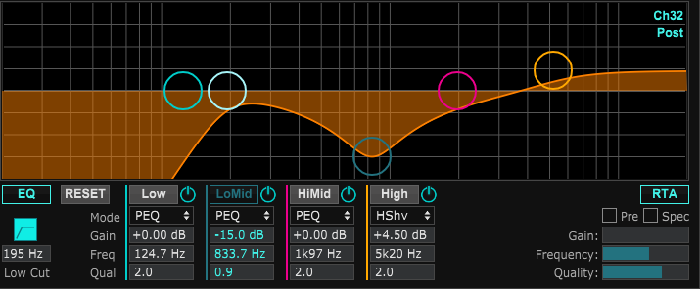 Ch32
Post
EQ RESET Low LoMid HiMid High RTA
Mode PEQ PEQ PEQ HShv Pre Spec
Gain +0.00 dB -15.0 dB +0.00 dB +4.50 dB Gain:
195 Hz Freq 124.7 Hz 833.7 Hz 1k97 Hz 5k20 Hz Frequency:
Low Cut Qual 2.0 0.9 2.0 2.0 Quality: